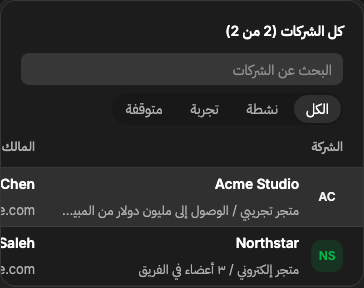 كل الشركات (2 من 2)
البحث عن الشركات
الكل نشطة تجربة متوقفة
الشركة المالك
AC Acme Studio Chen
متجر تجريبي / الوصول إلى مليون دولار من المبي... e.com
NS Northstar Saleh
متجر إلكتروني / ٣ أعضاء في الفريق e.com